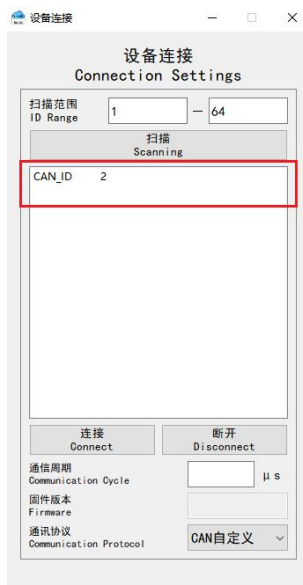 设备连接
设备连接
Connection Settings
扫描范围
ID Range
1 — 64
扫描
Scanning
CAN_ID 2
连接
Connect
断开
Disconnect
通信周期
Communication Cycle
μs
固件版本
Firmware
通讯协议
Communication Protocol
CAN自定义